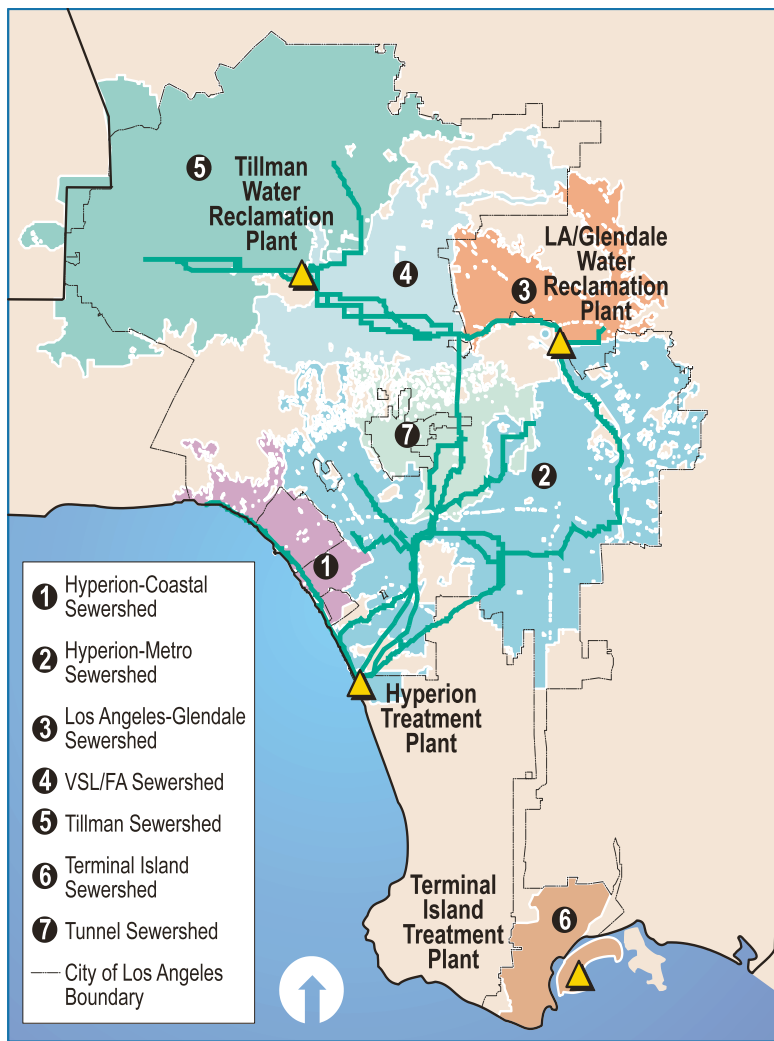 5
Tillman
Water
Reclamation
Plant
4
LA/Glendale
Water
Reclamation
Plant
3
7
2
1
Hyperion
Treatment
Plant
Terminal
Island
Treatment
Plant
6
1 Hyperion-Coastal
Sewershed
2 Hyperion-Metro
Sewershed
3 Los Angeles-Glendale
Sewershed
4 VSL/FA Sewershed
5 Tillman Sewershed
6 Terminal Island
Sewershed
7 Tunnel Sewershed
City of Los Angeles
Boundary